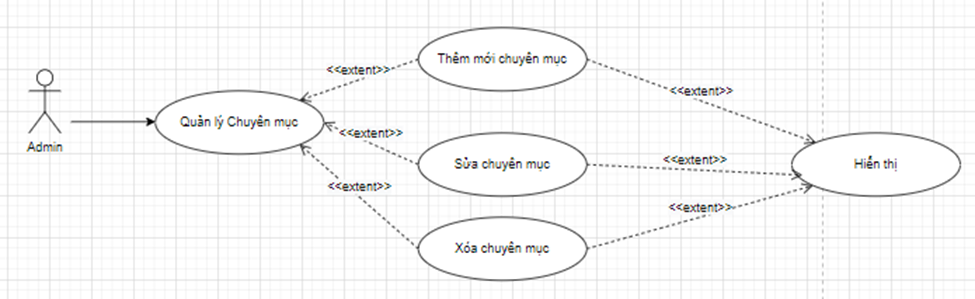 Thêm mới chuyên mục
<<extent>>
<<extent>>
Quản lý Chuyên mục
<<extent>>
Admin
Sửa chuyên mục
<<extent>>
Hiển thị
<<extent>>
<<extent>>
Xóa chuyên mục